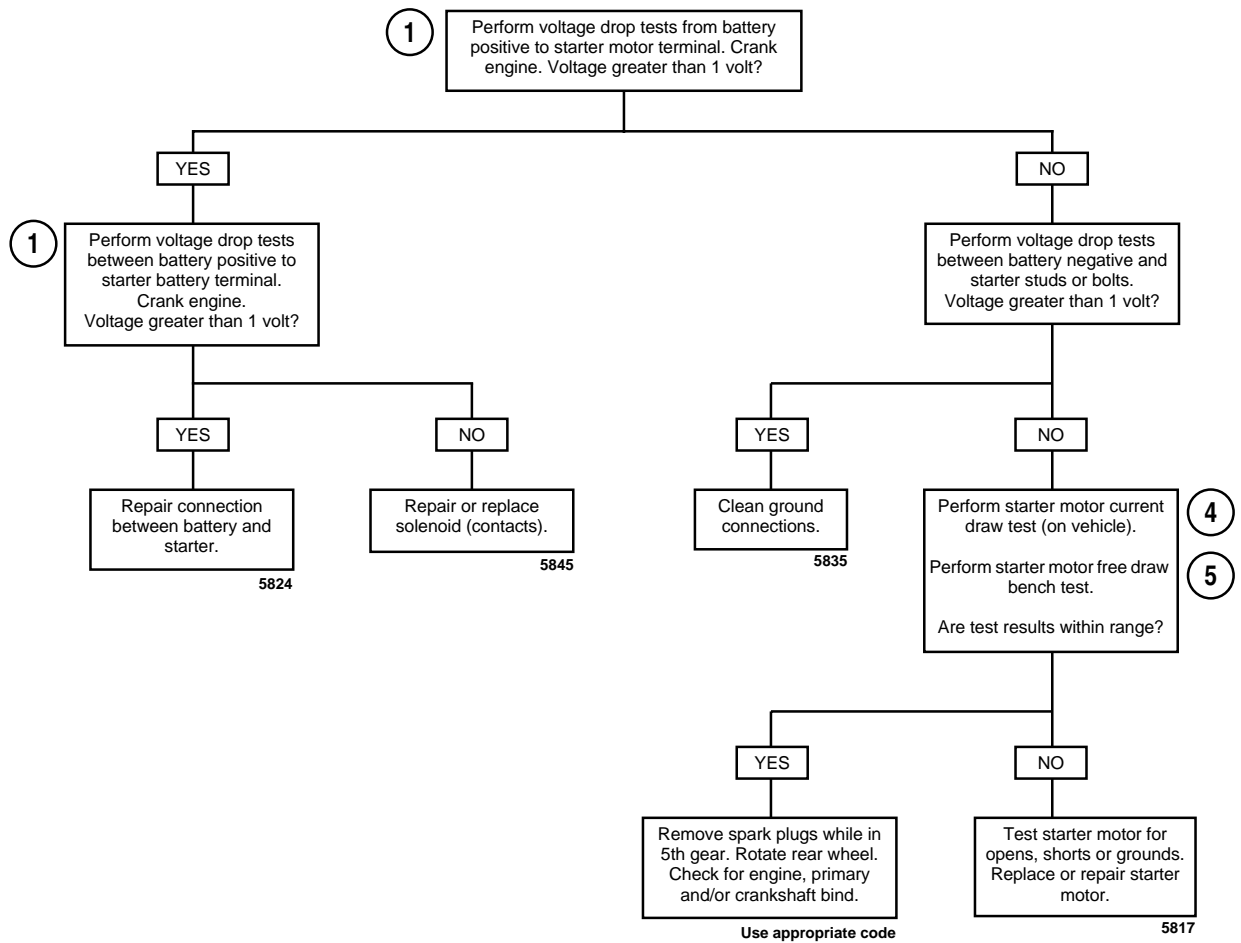 1
Perform voltage drop tests from battery
positive to starter motor terminal. Crank
engine. Voltage greater than 1 volt?
YES
NO
1
Perform voltage drop tests
between battery positive to
starter battery terminal.
Crank engine.
Voltage greater than 1 volt?
Perform voltage drop tests
between battery negative and
starter studs or bolts.
Voltage greater than 1 volt?
YES
NO
YES
NO
Repair connection
between battery and
starter.
5824
Repair or replace
solenoid (contacts).
5845
Clean ground
connections.
5835
Perform starter motor current
draw test (on vehicle).
4
Perform starter motor free draw
bench test.
5
Are test results within range?
YES
NO
Remove spark plugs while in
5th gear. Rotate rear wheel.
Check for engine, primary
and/or crankshaft bind.
Use appropriate code
Test starter motor for
opens, shorts or grounds.
Replace or repair starter
motor.
5817